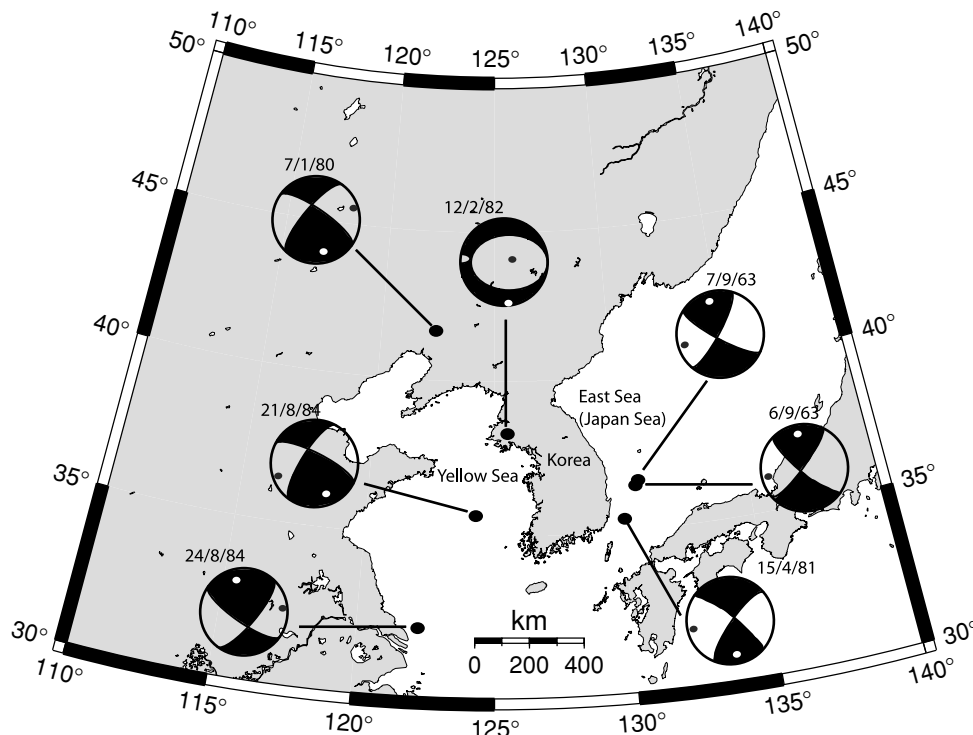 110° 115° 120° 125° 130° 135° 140°
50° 50°
7/1/80
45° 45°
12/2/82
7/9/63
40° 40°
East Sea
(Japan Sea)
21/8/84
6/9/63
Korea
Yellow Sea
35° 35°
24/8/84
15/4/81
km
0 200 400
30° 30°
110° 115° 120° 125° 130° 135° 140°